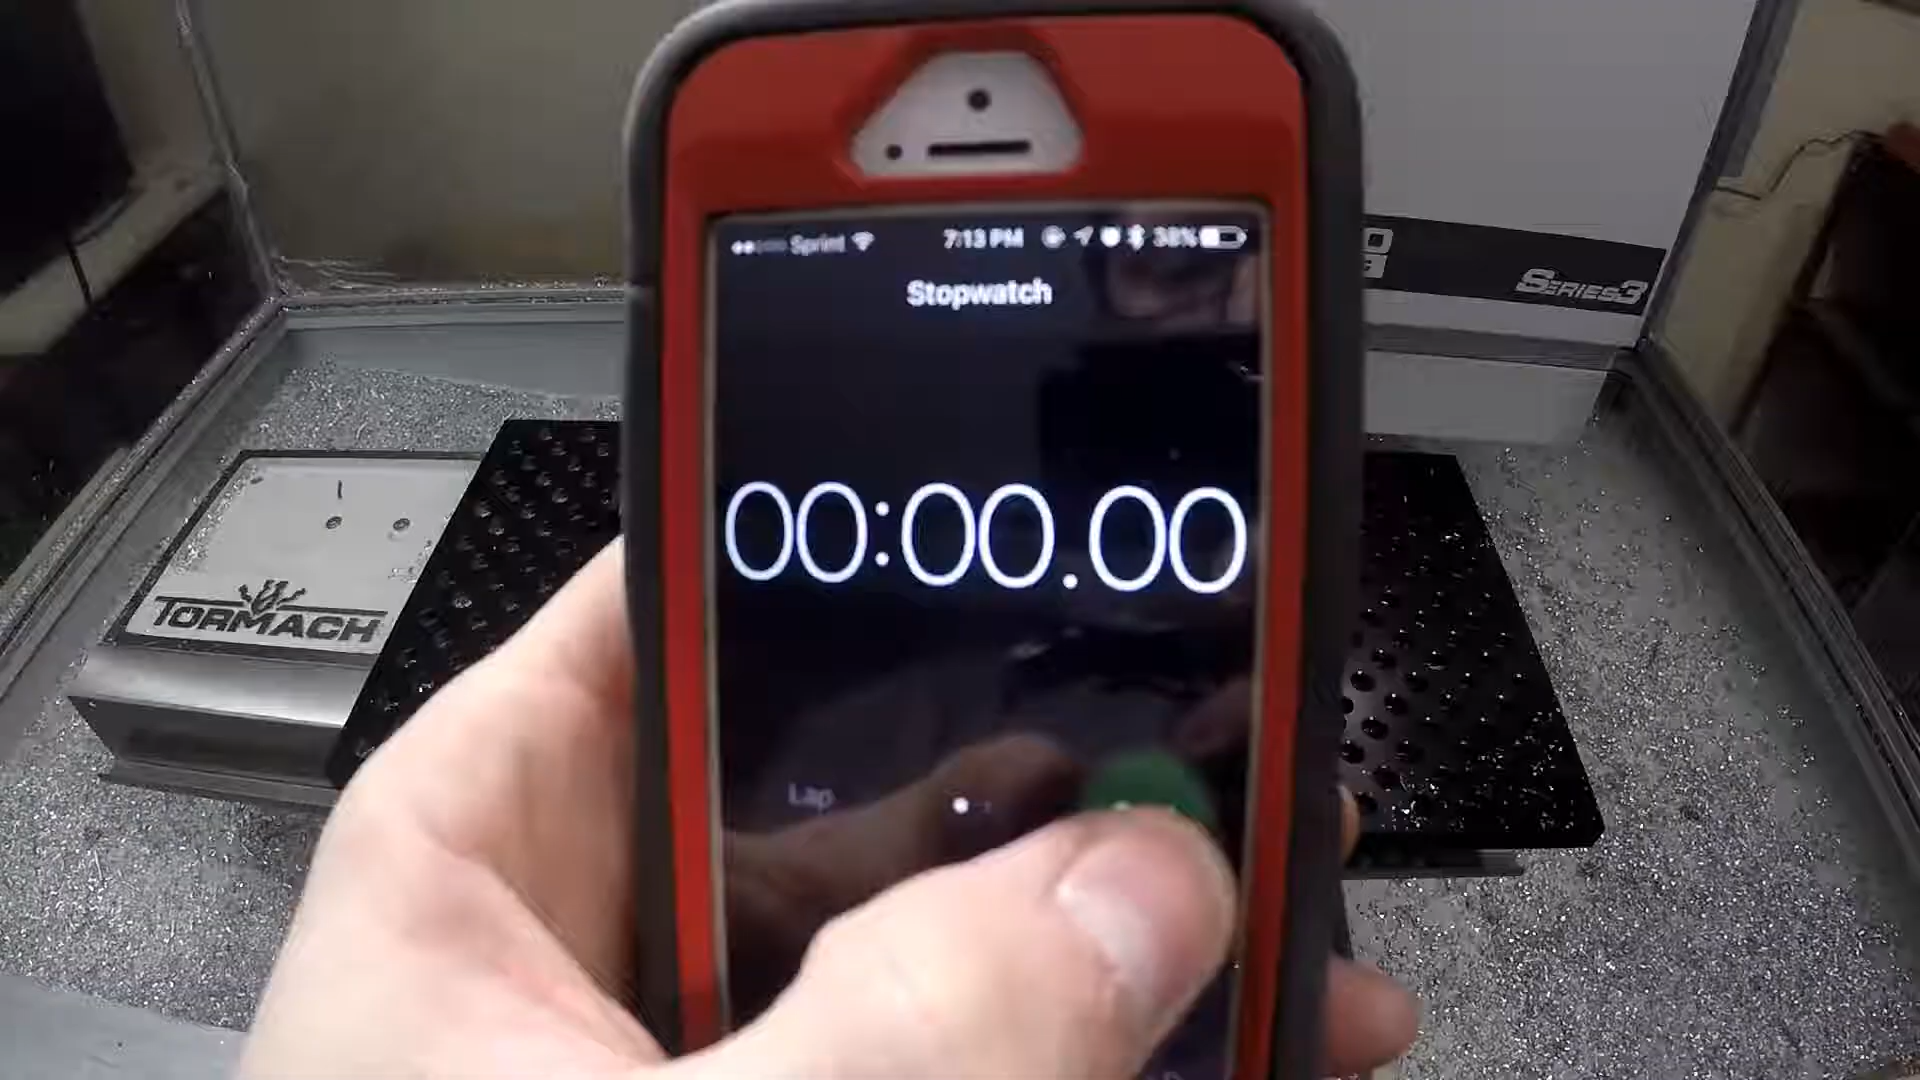 Sprint 7:13 PM 38%
Stopwatch
SERIES3
00:00.00
TORMACH
Lap